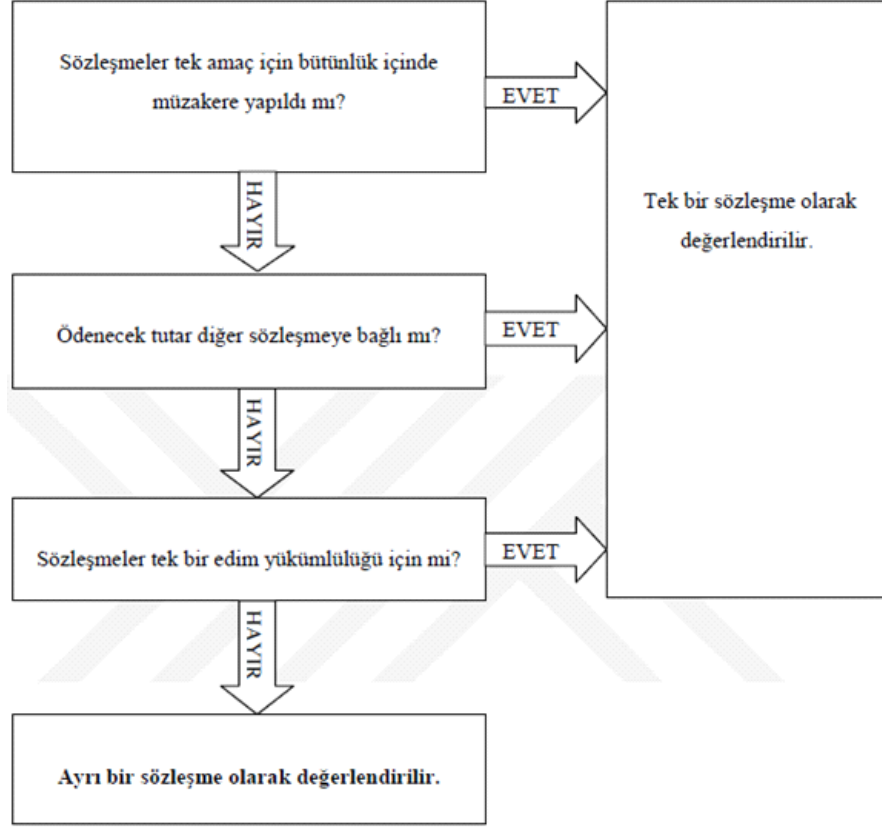 Sözleşmeler tek amaç için bütünlük içinde
müzakere yapıldı mı?
EVET
Tek bir sözleşme olarak
değerlendirilir.
HAYIR
Ödenecek tutar diğer sözleşmeye bağlı mı?
EVET
HAYIR
Sözleşmeler tek bir edim yükümlülüğü için mi?
EVET
HAYIR
Ayrı bir sözleşme olarak değerlendirilir.